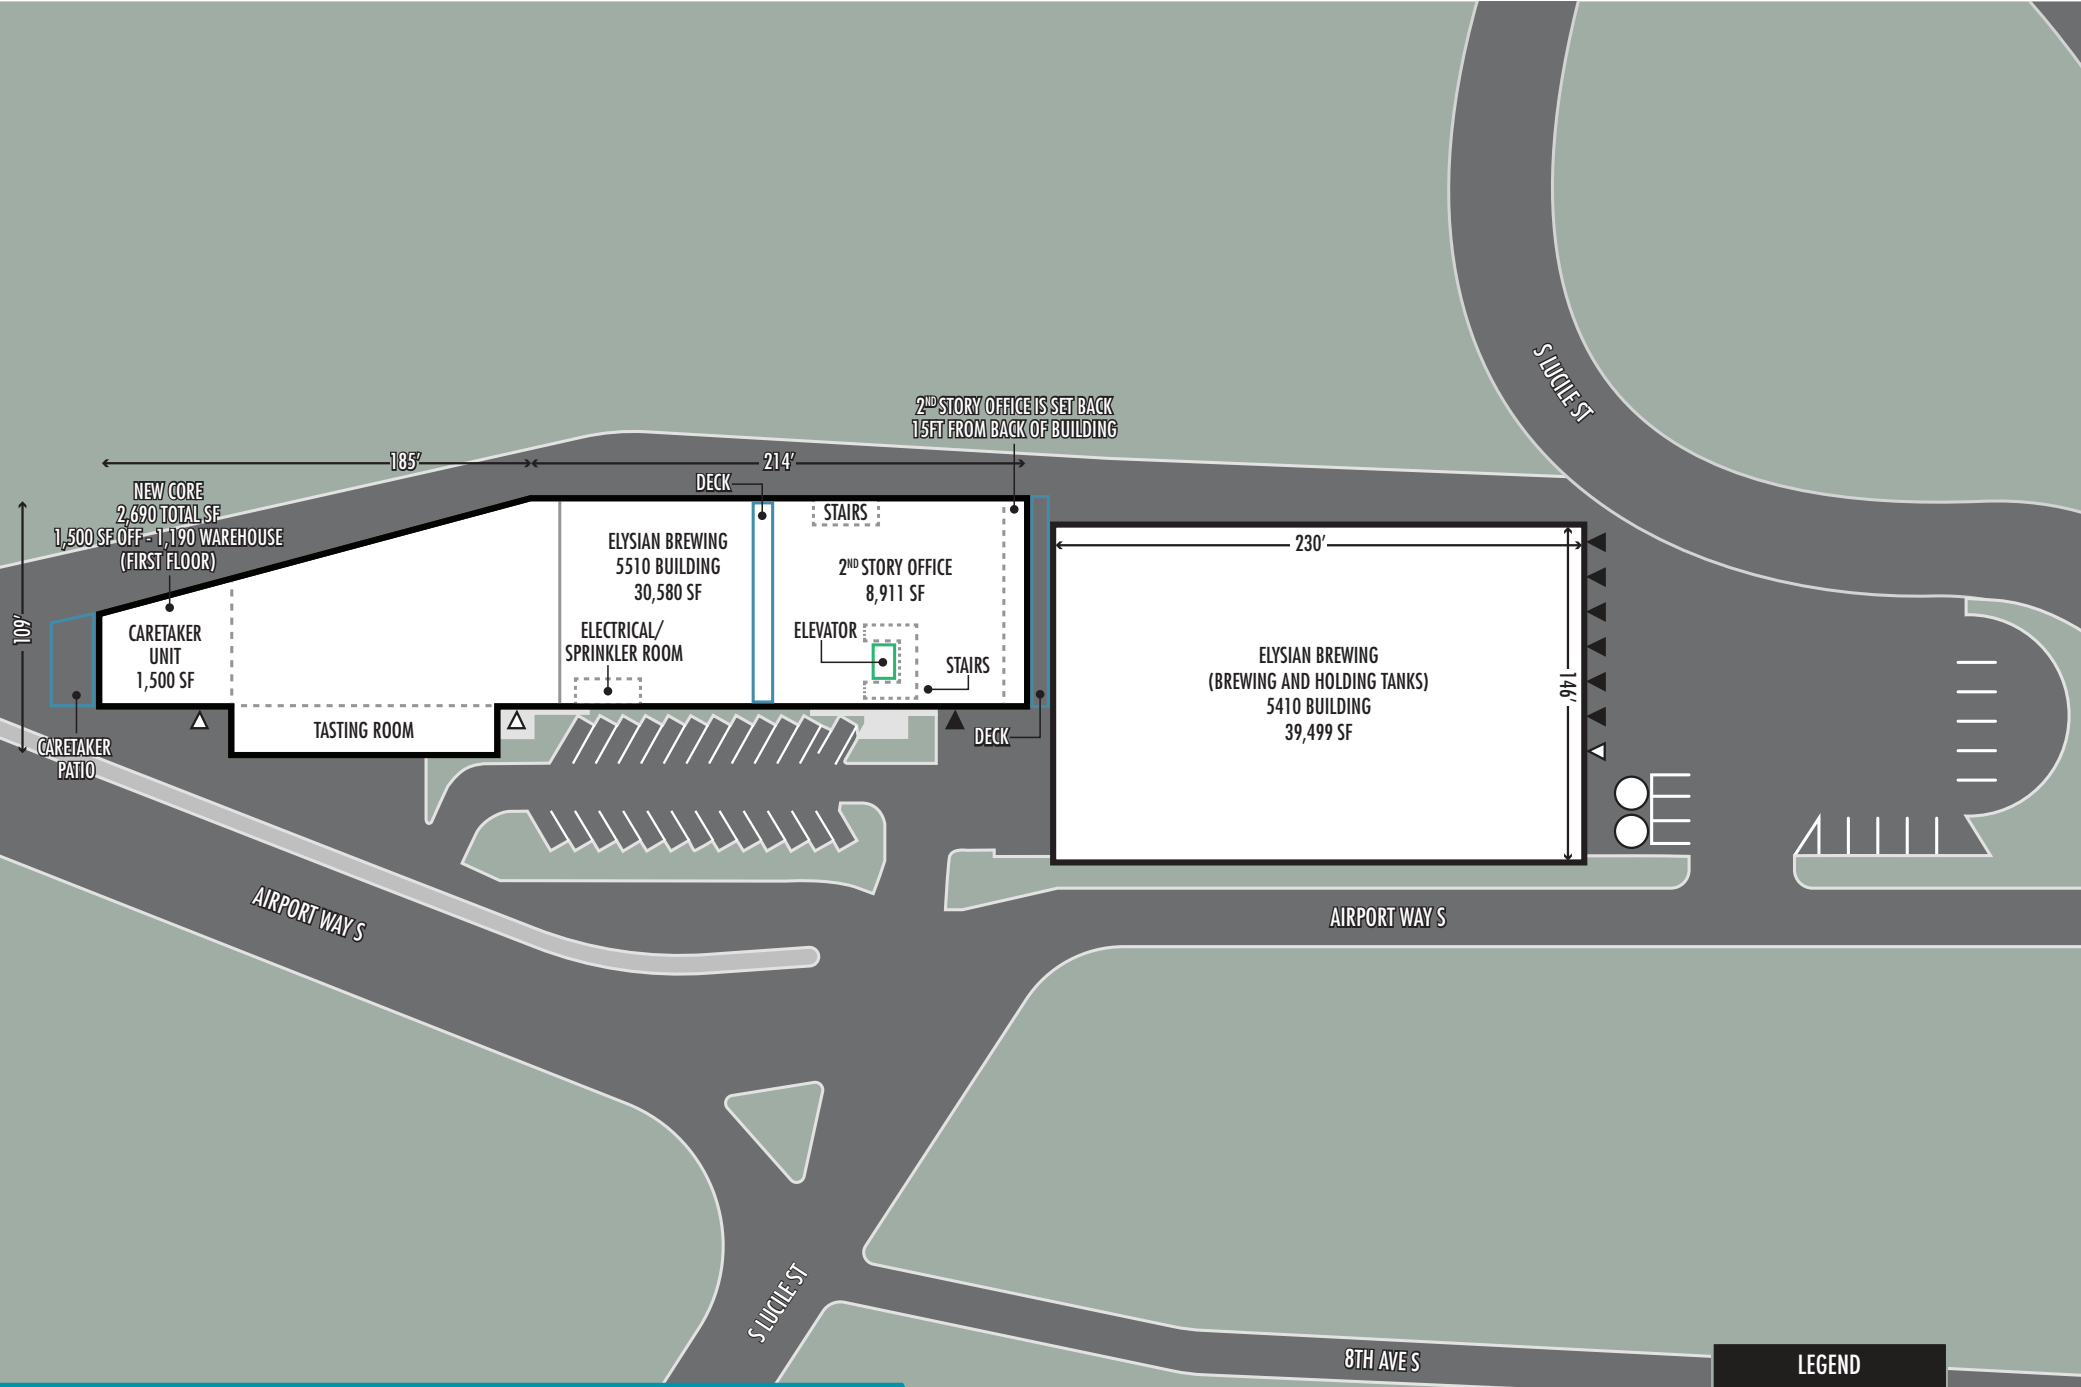 S LUCILE ST
2ND STORY OFFICE IS SET BACK
15FT FROM BACK OF BUILDING
185’
214’
DECK
NEW CORE
2,690 TOTAL SF
1,500 SF OFF - 1,190 WAREHOUSE
(FIRST FLOOR)
109’
STAIRS
ELYSIAN BREWING
5510 BUILDING
30,580 SF
2ND STORY OFFICE
8,911 SF
230’
146’
CARETAKER
UNIT
1,500 SF
ELECTRICAL/
SPRINKLER ROOM
ELEVATOR
STAIRS
ELYSIAN BREWING
(BREWING AND HOLDING TANKS)
5410 BUILDING
39,499 SF
TASTING ROOM
DECK
CARETAKER
PATIO
AIRPORT WAY S
AIRPORT WAY S
S LUCILE ST
8TH AVE S
LEGEND